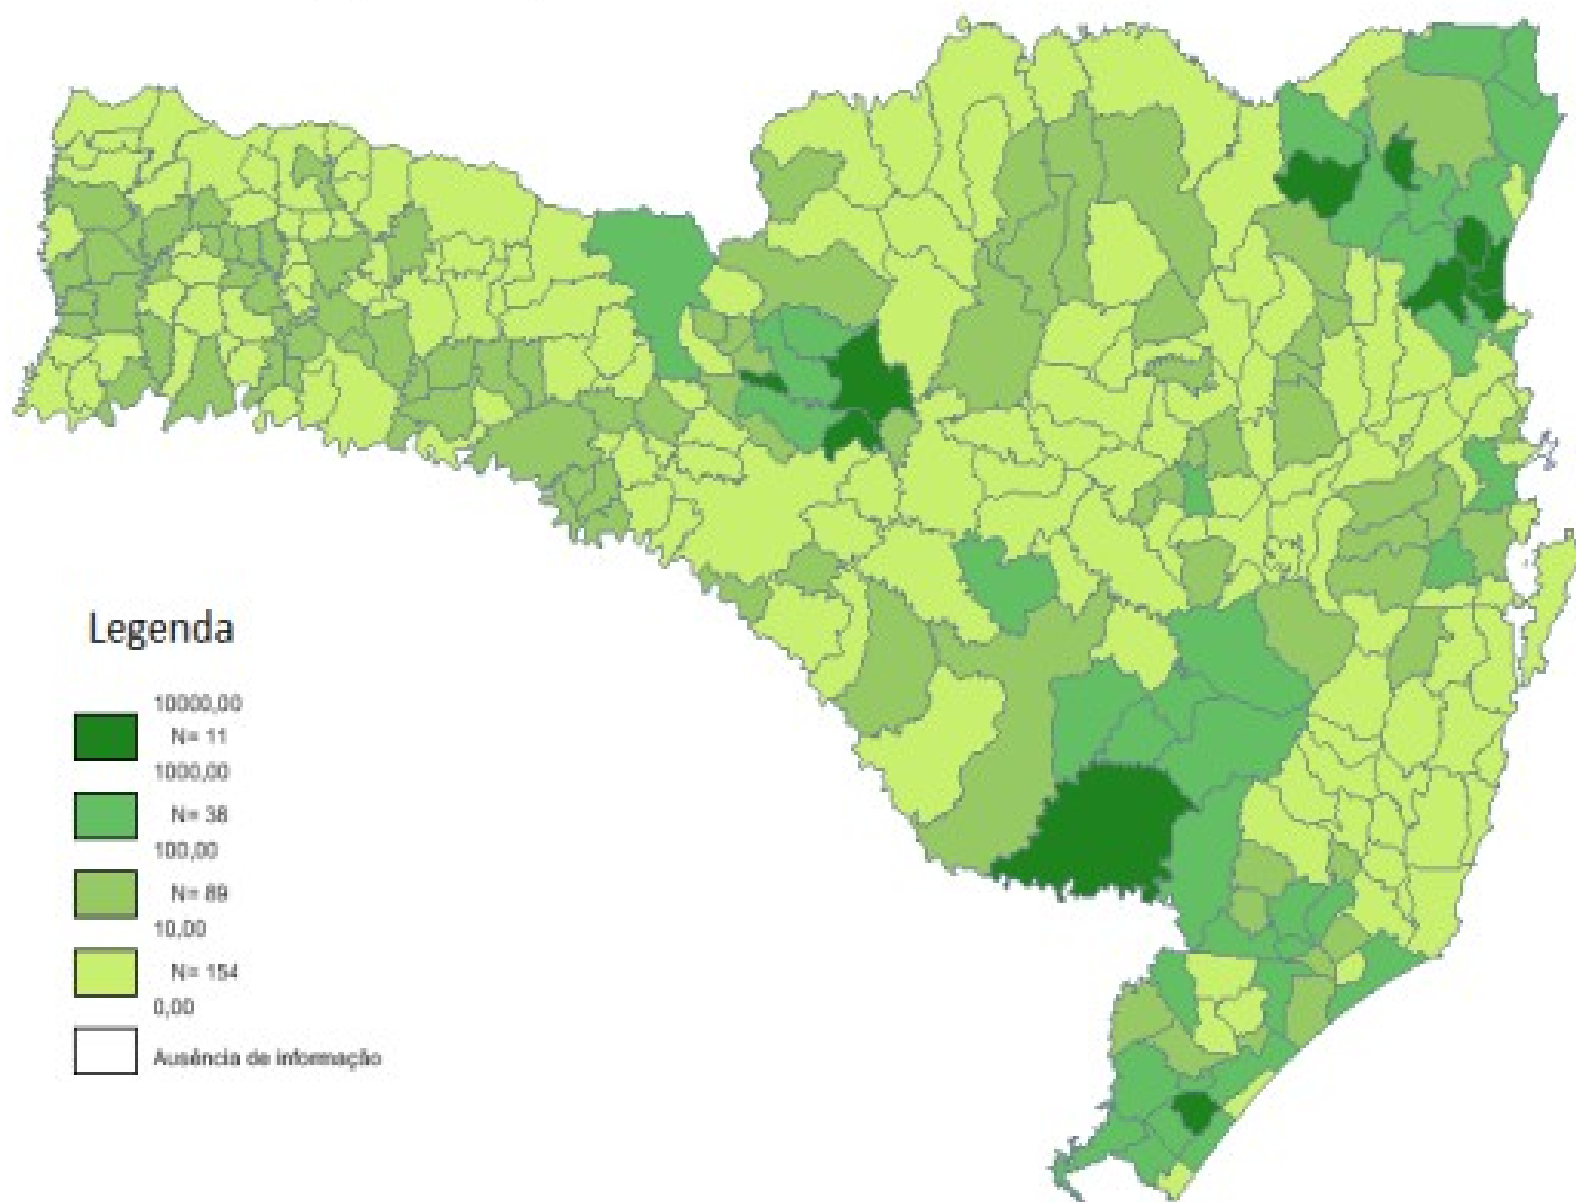 Legenda
10000,00
N= 11
1000,00
N= 38
100,00
N= 89
10,00
N= 154
0,00
Ausência de informação